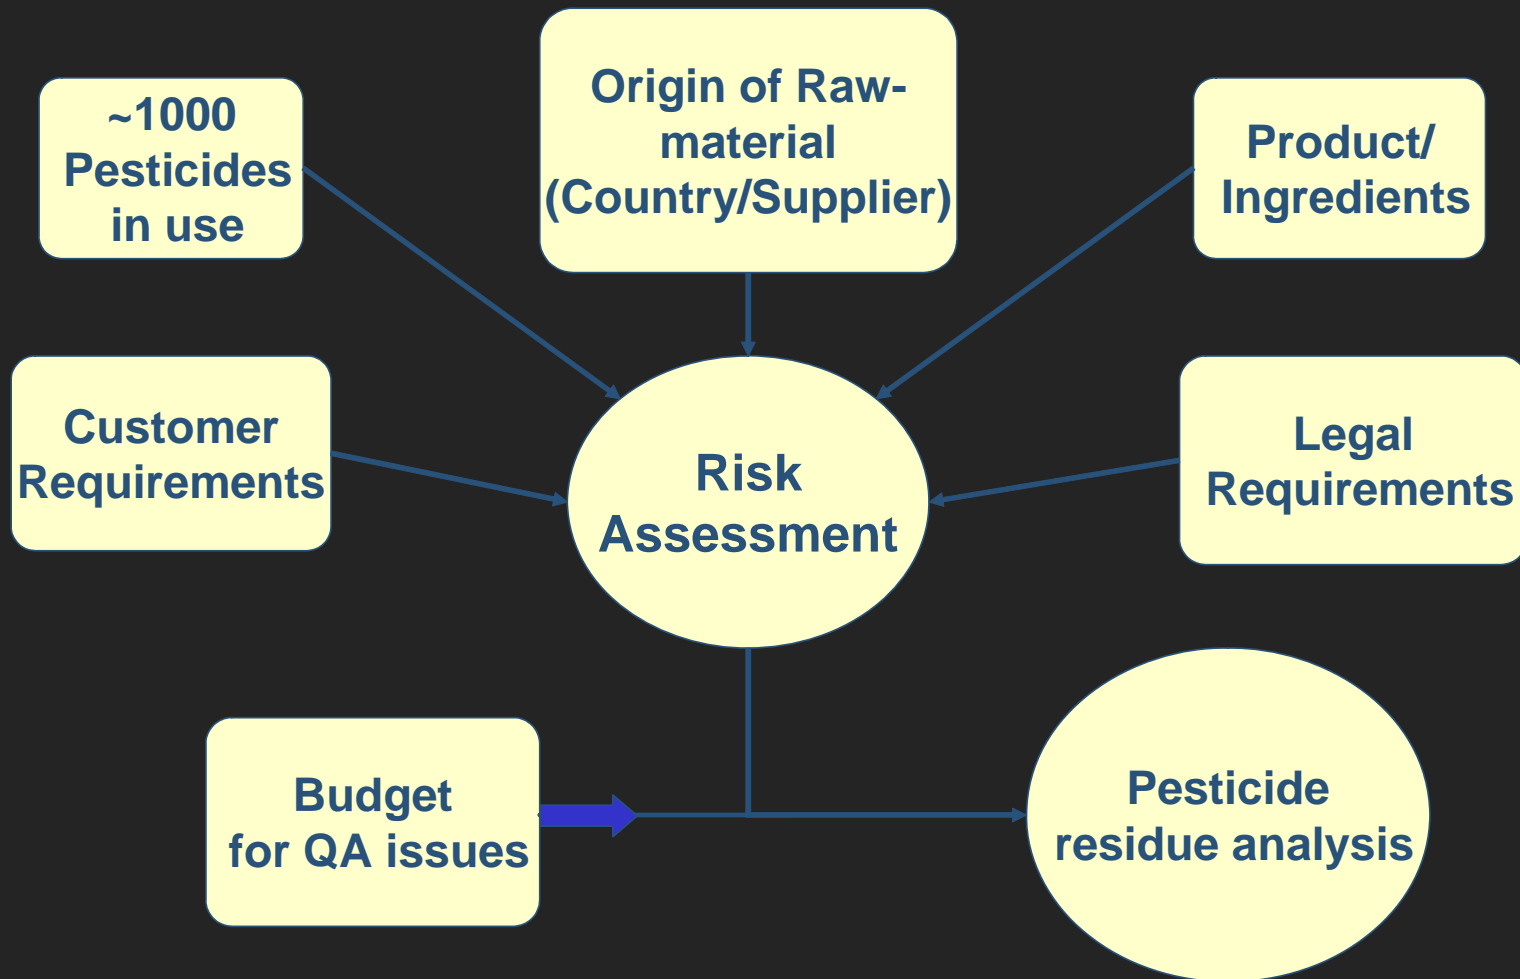 ~1000
Pesticides
in use
Origin of Raw-
material
(Country/Supplier)
Product/
Ingredients
Customer
Requirements
Risk
Assessment
Legal
Requirements
Budget
for QA issues
Pesticide
residue analysis